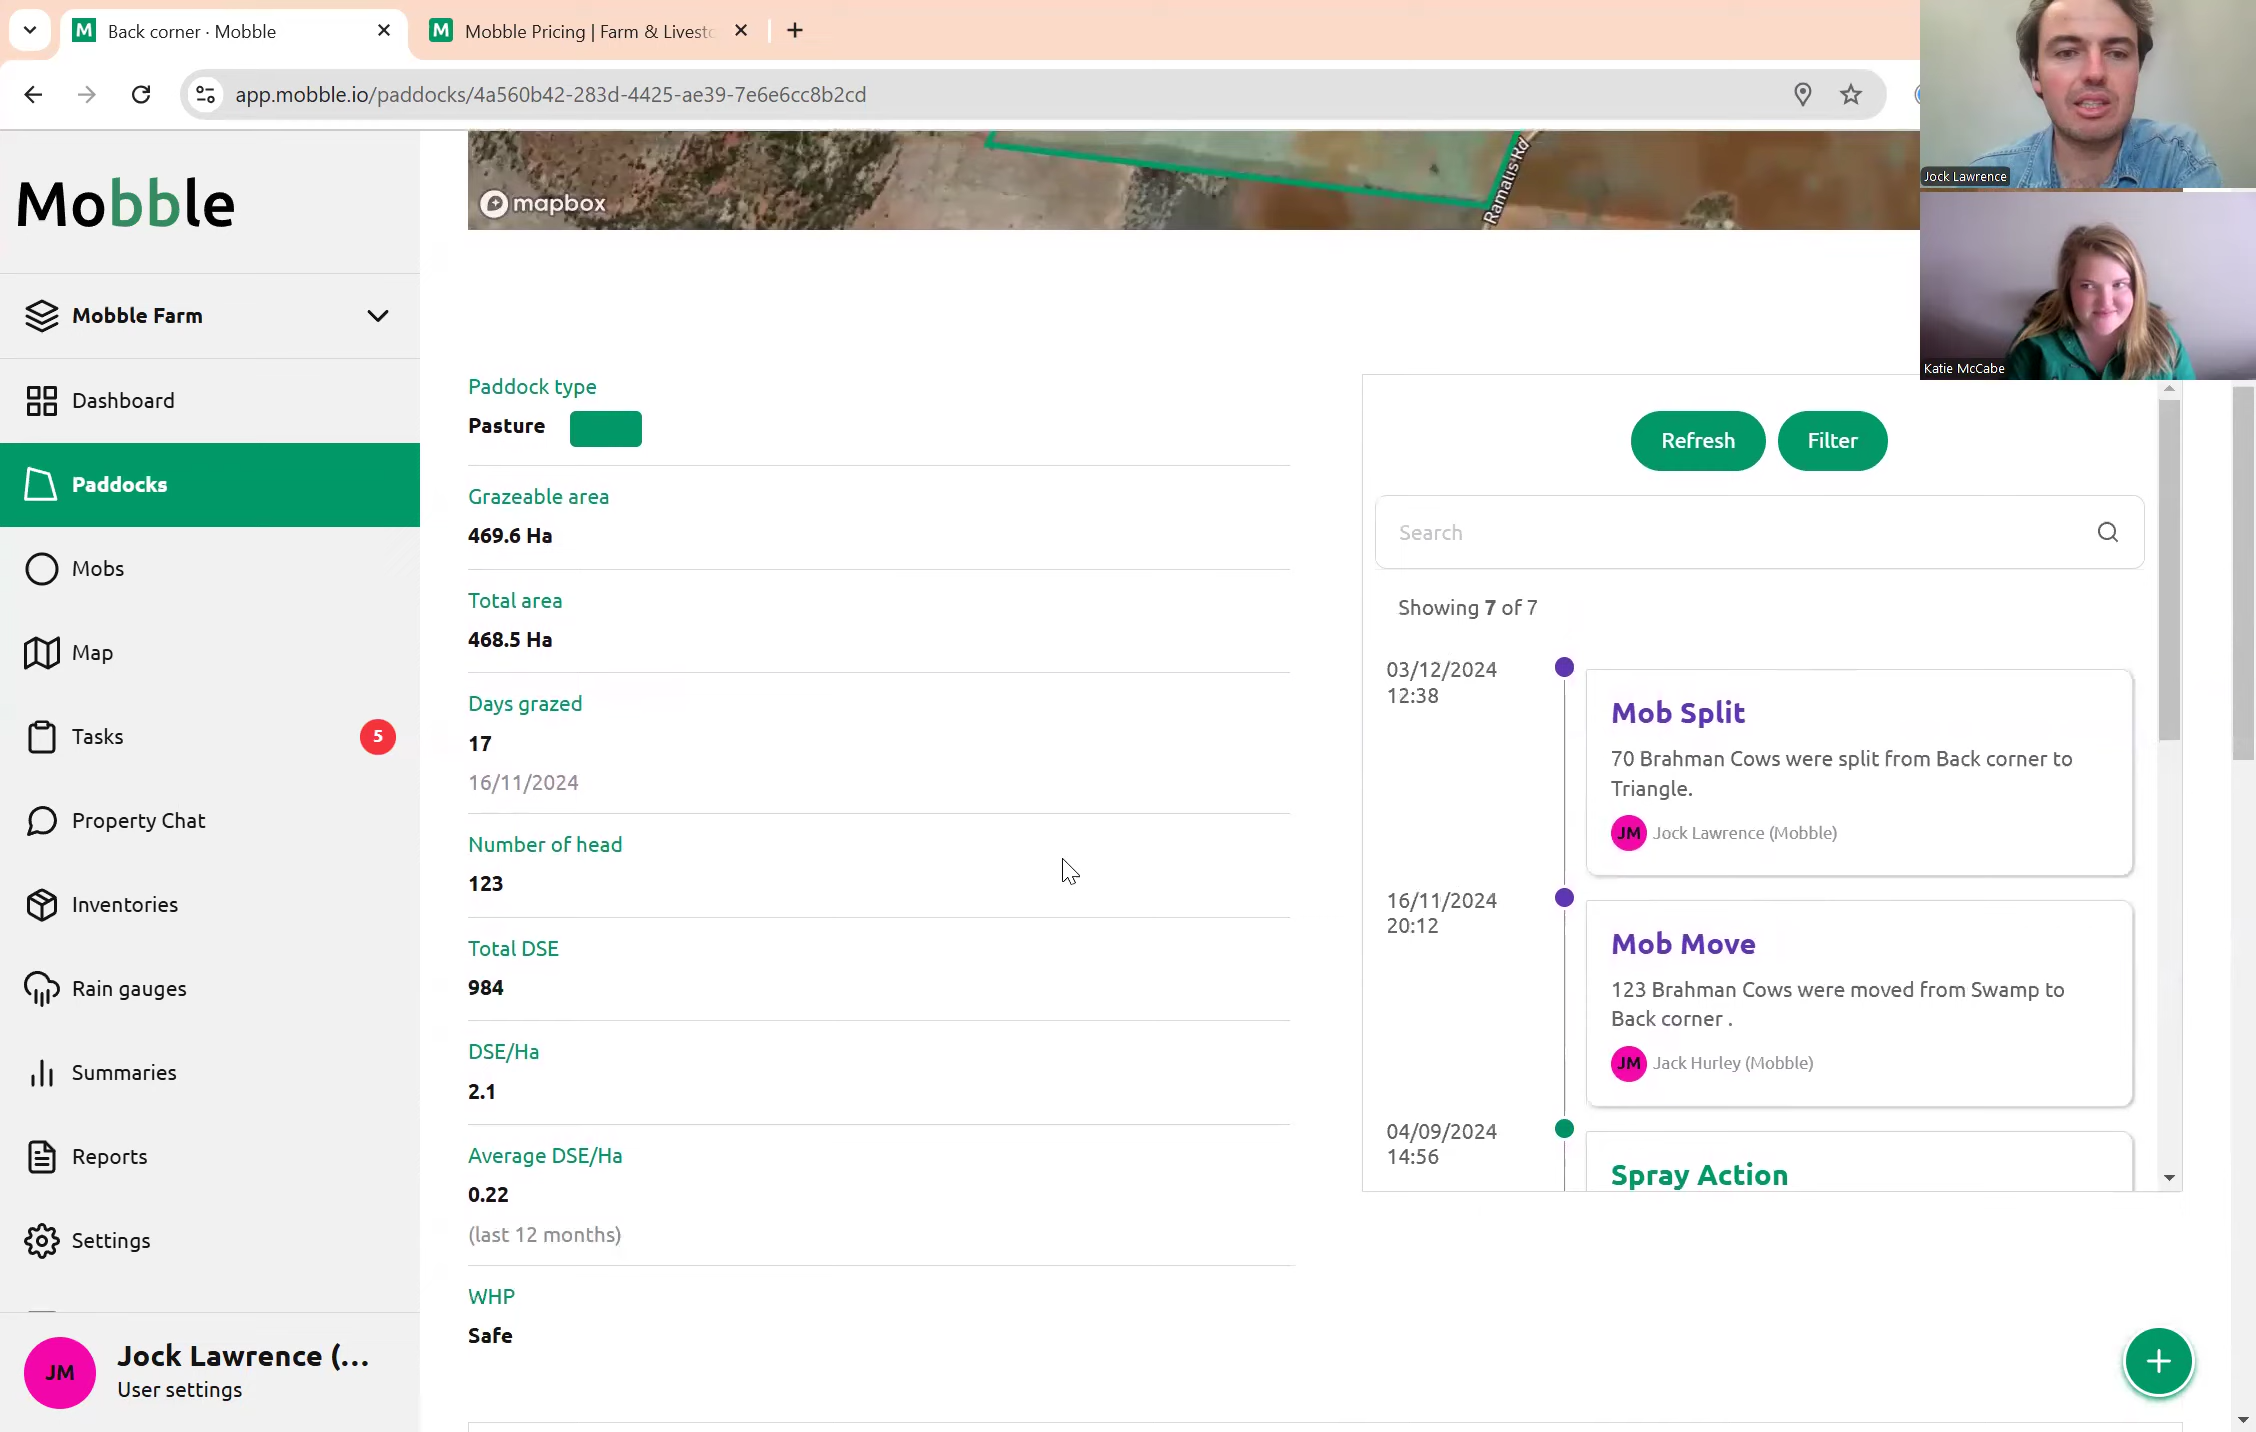 Back corner · Mobble
Mobble Pricing | Farm & Livest
app.mobble.io/paddocks/4a560b42-283d-4425-ae39-7e6e6cc8b2cd
Jock Lawrence
Katie McCabe
Mobble
Mobble Farm
Dashboard
Paddocks
Mobs
Map
Tasks
5
Property Chat
Inventories
Rain gauges
Summaries
Reports
Settings
JM
Jock Lawrence (...
User settings
mapbox
Ramalis Rd
Paddock type
Pasture
Grazeable area
469.6 Ha
Total area
468.5 Ha
Days grazed
17
16/11/2024
Number of head
123
Total DSE
984
DSE/Ha
2.1
Average DSE/Ha
0.22
(last 12 months)
WHP
Safe
Refresh
Filter
Search
Showing 7 of 7
03/12/2024
12:38
Mob Split
70 Brahman Cows were split from Back corner to
Triangle.
JM Jock Lawrence (Mobble)
16/11/2024
20:12
Mob Move
123 Brahman Cows were moved from Swamp to
Back corner .
JM Jack Hurley (Mobble)
04/09/2024
14:56
Spray Action